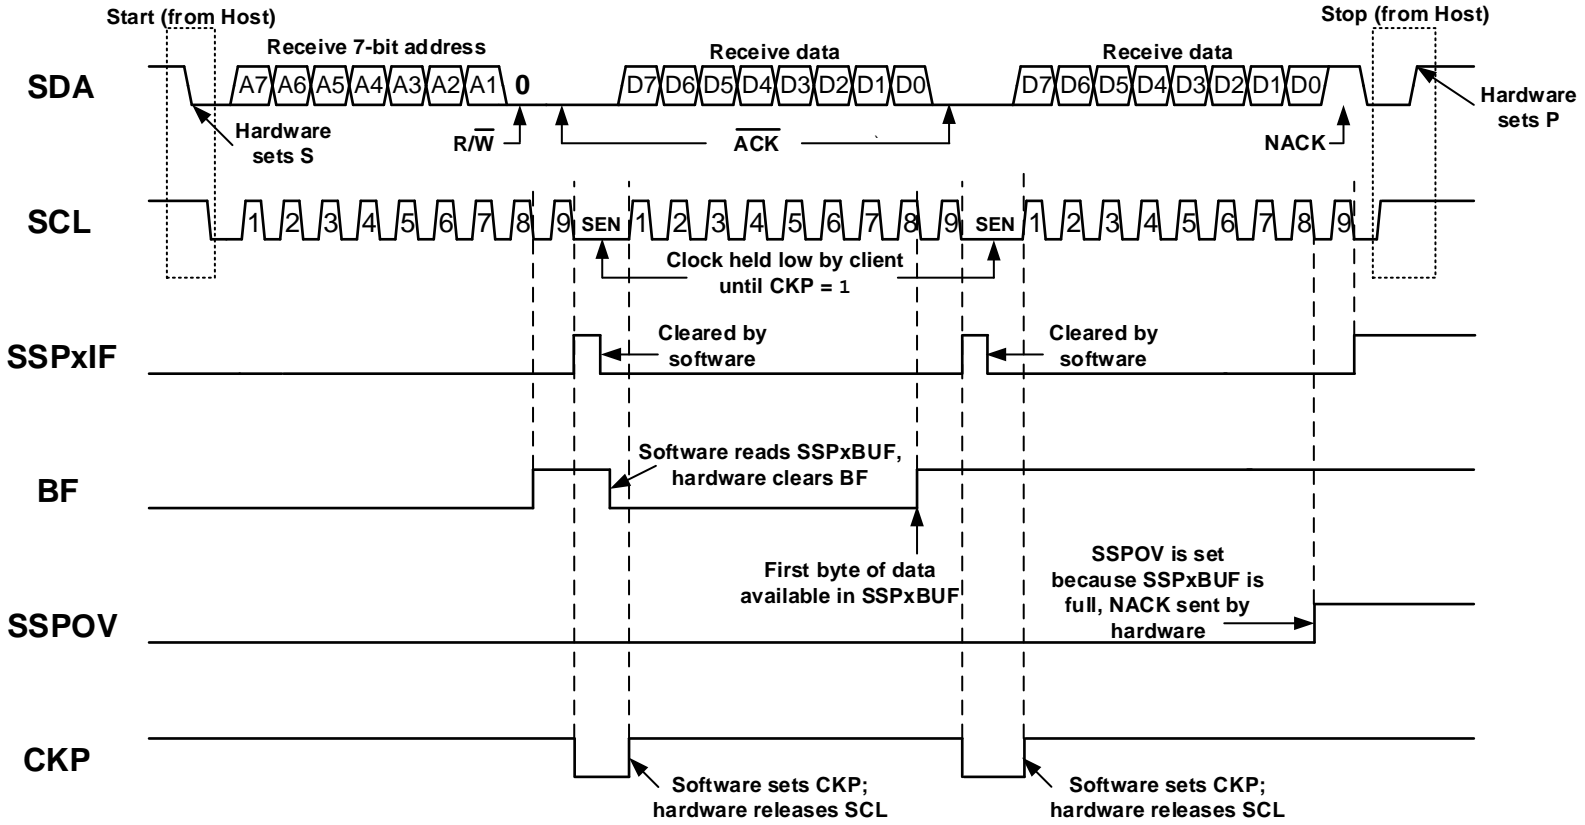 Start (from Host)
Stop (from Host)
Receive 7-bit address
Receive data
Receive data
SDA
A7 A6 A5 A4 A3 A2 A1 0
D7 D6 D5 D4 D3 D2 D1 D0
D7 D6 D5 D4 D3 D2 D1 D0
Hardware
sets S
R/W
ACK
NACK
Hardware
sets P
SCL
1 2 3 4 5 6 7 8 9 SEN 1 2 3 4 5 6 7 8 9 SEN 1 2 3 4 5 6 7 8 9
Clock held low by client
until CKP = 1
SSPxIF
Cleared by
software
Cleared by
software
BF
Software reads SSPxBUF,
hardware clears BF
First byte of data
available in SSPxBUF
SSPOV is set
because SSPxBUF is
full, NACK sent by
hardware
SSPOV
CKP
Software sets CKP;
hardware releases SCL
Software sets CKP;
hardware releases SCL